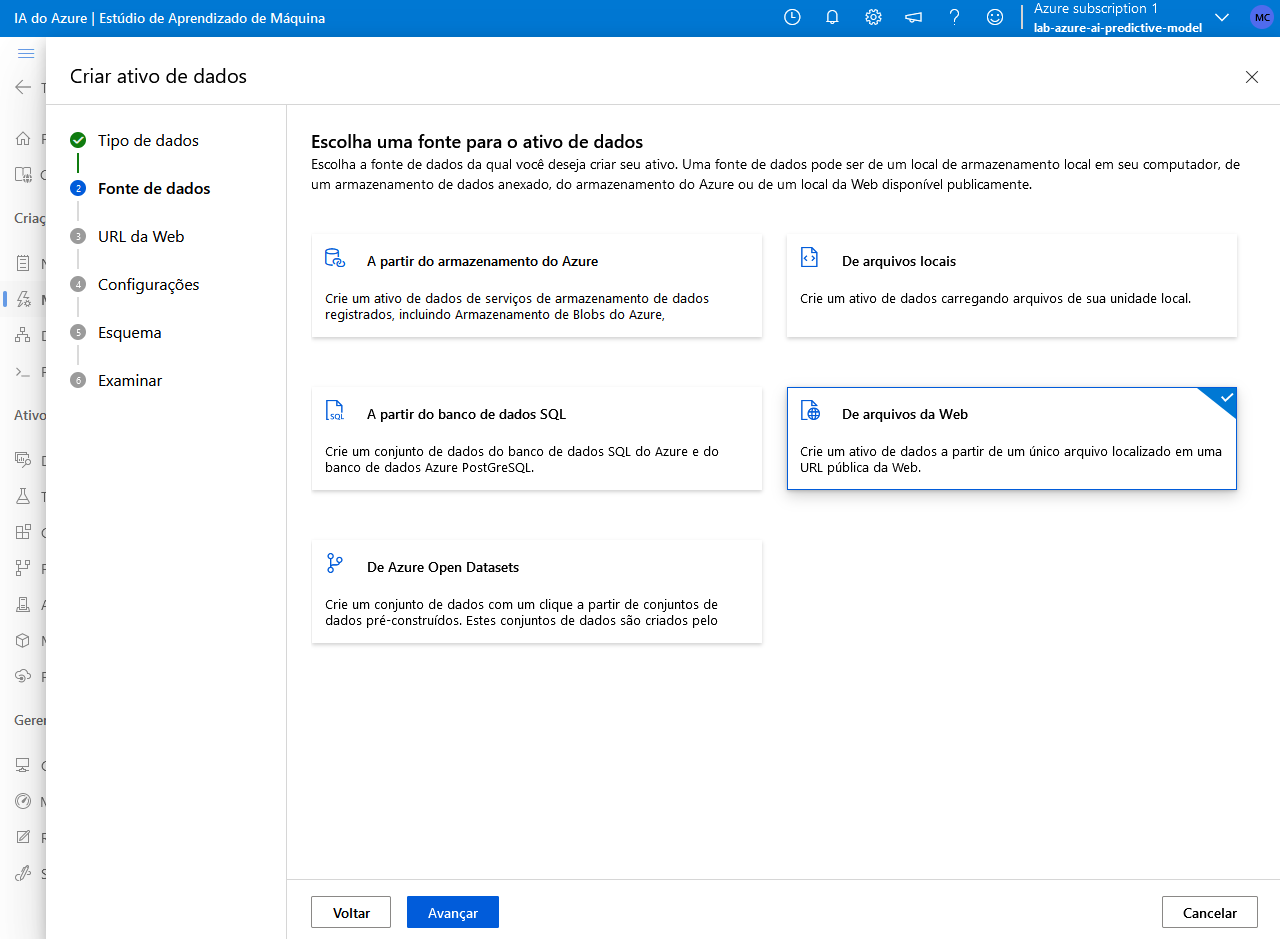 IA do Azure | Estúdio de Aprendizado de Máquina
Azure subscription 1
lab-azure-ai-predictive-model
MC
Criar ativo de dados
Tipo de dados
2 Fonte de dados
3 URL da Web
4 Configurações
5 Esquema
6 Examinar
Criaç
Ativo
Geren
Escolha uma fonte para o ativo de dados
Escolha a fonte de dados da qual você deseja criar seu ativo. Uma fonte de dados pode ser de um local de armazenamento local em seu computador, de
um armazenamento de dados anexado, do armazenamento do Azure ou de um local da Web disponível publicamente.
A partir do armazenamento do Azure
Crie um ativo de dados de serviços de armazenamento de dados
registrados, incluindo Armazenamento de Blobs do Azure,
De arquivos locais
Crie um ativo de dados carregando arquivos de sua unidade local.
SQL
A partir do banco de dados SQL
Crie um conjunto de dados do banco de dados SQL do Azure e do
banco de dados Azure PostGreSQL.
De arquivos da Web
Crie um ativo de dados a partir de um único arquivo localizado em uma
URL pública da Web.
De Azure Open Datasets
Crie um conjunto de dados com um clique a partir de conjuntos de
dados pré-construídos. Estes conjuntos de dados são criados pelo
Voltar
Avançar
Cancelar